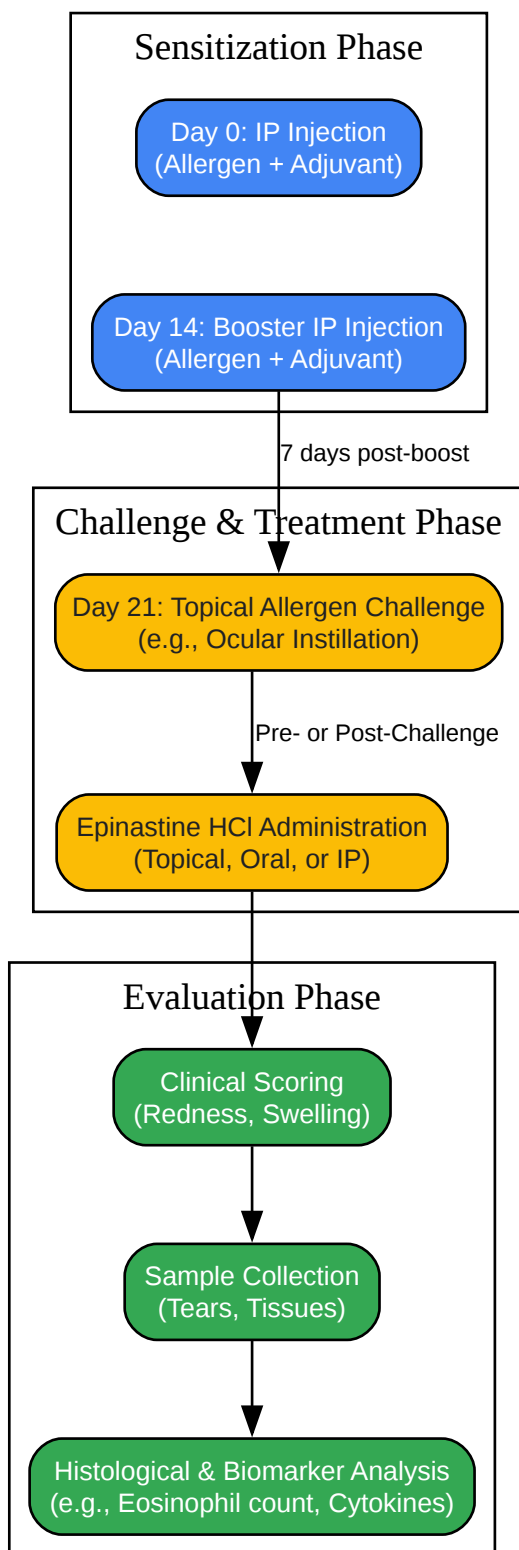 Sensitization Phase
Day 0: IP Injection
(Allergen + Adjuvant)
Day 14: Booster IP Injection
(Allergen + Adjuvant)
7 days post-boost
Challenge & Treatment Phase
Day 21: Topical Allergen Challenge
(e.g., Ocular Instillation)
Pre- or Post-Challenge
Epinastine HCl Administration
(Topical, Oral, or IP)
Evaluation Phase
Clinical Scoring
(Redness, Swelling)
Sample Collection
(Tears, Tissues)
Histological & Biomarker Analysis
(e.g., Eosinophil count, Cytokines)